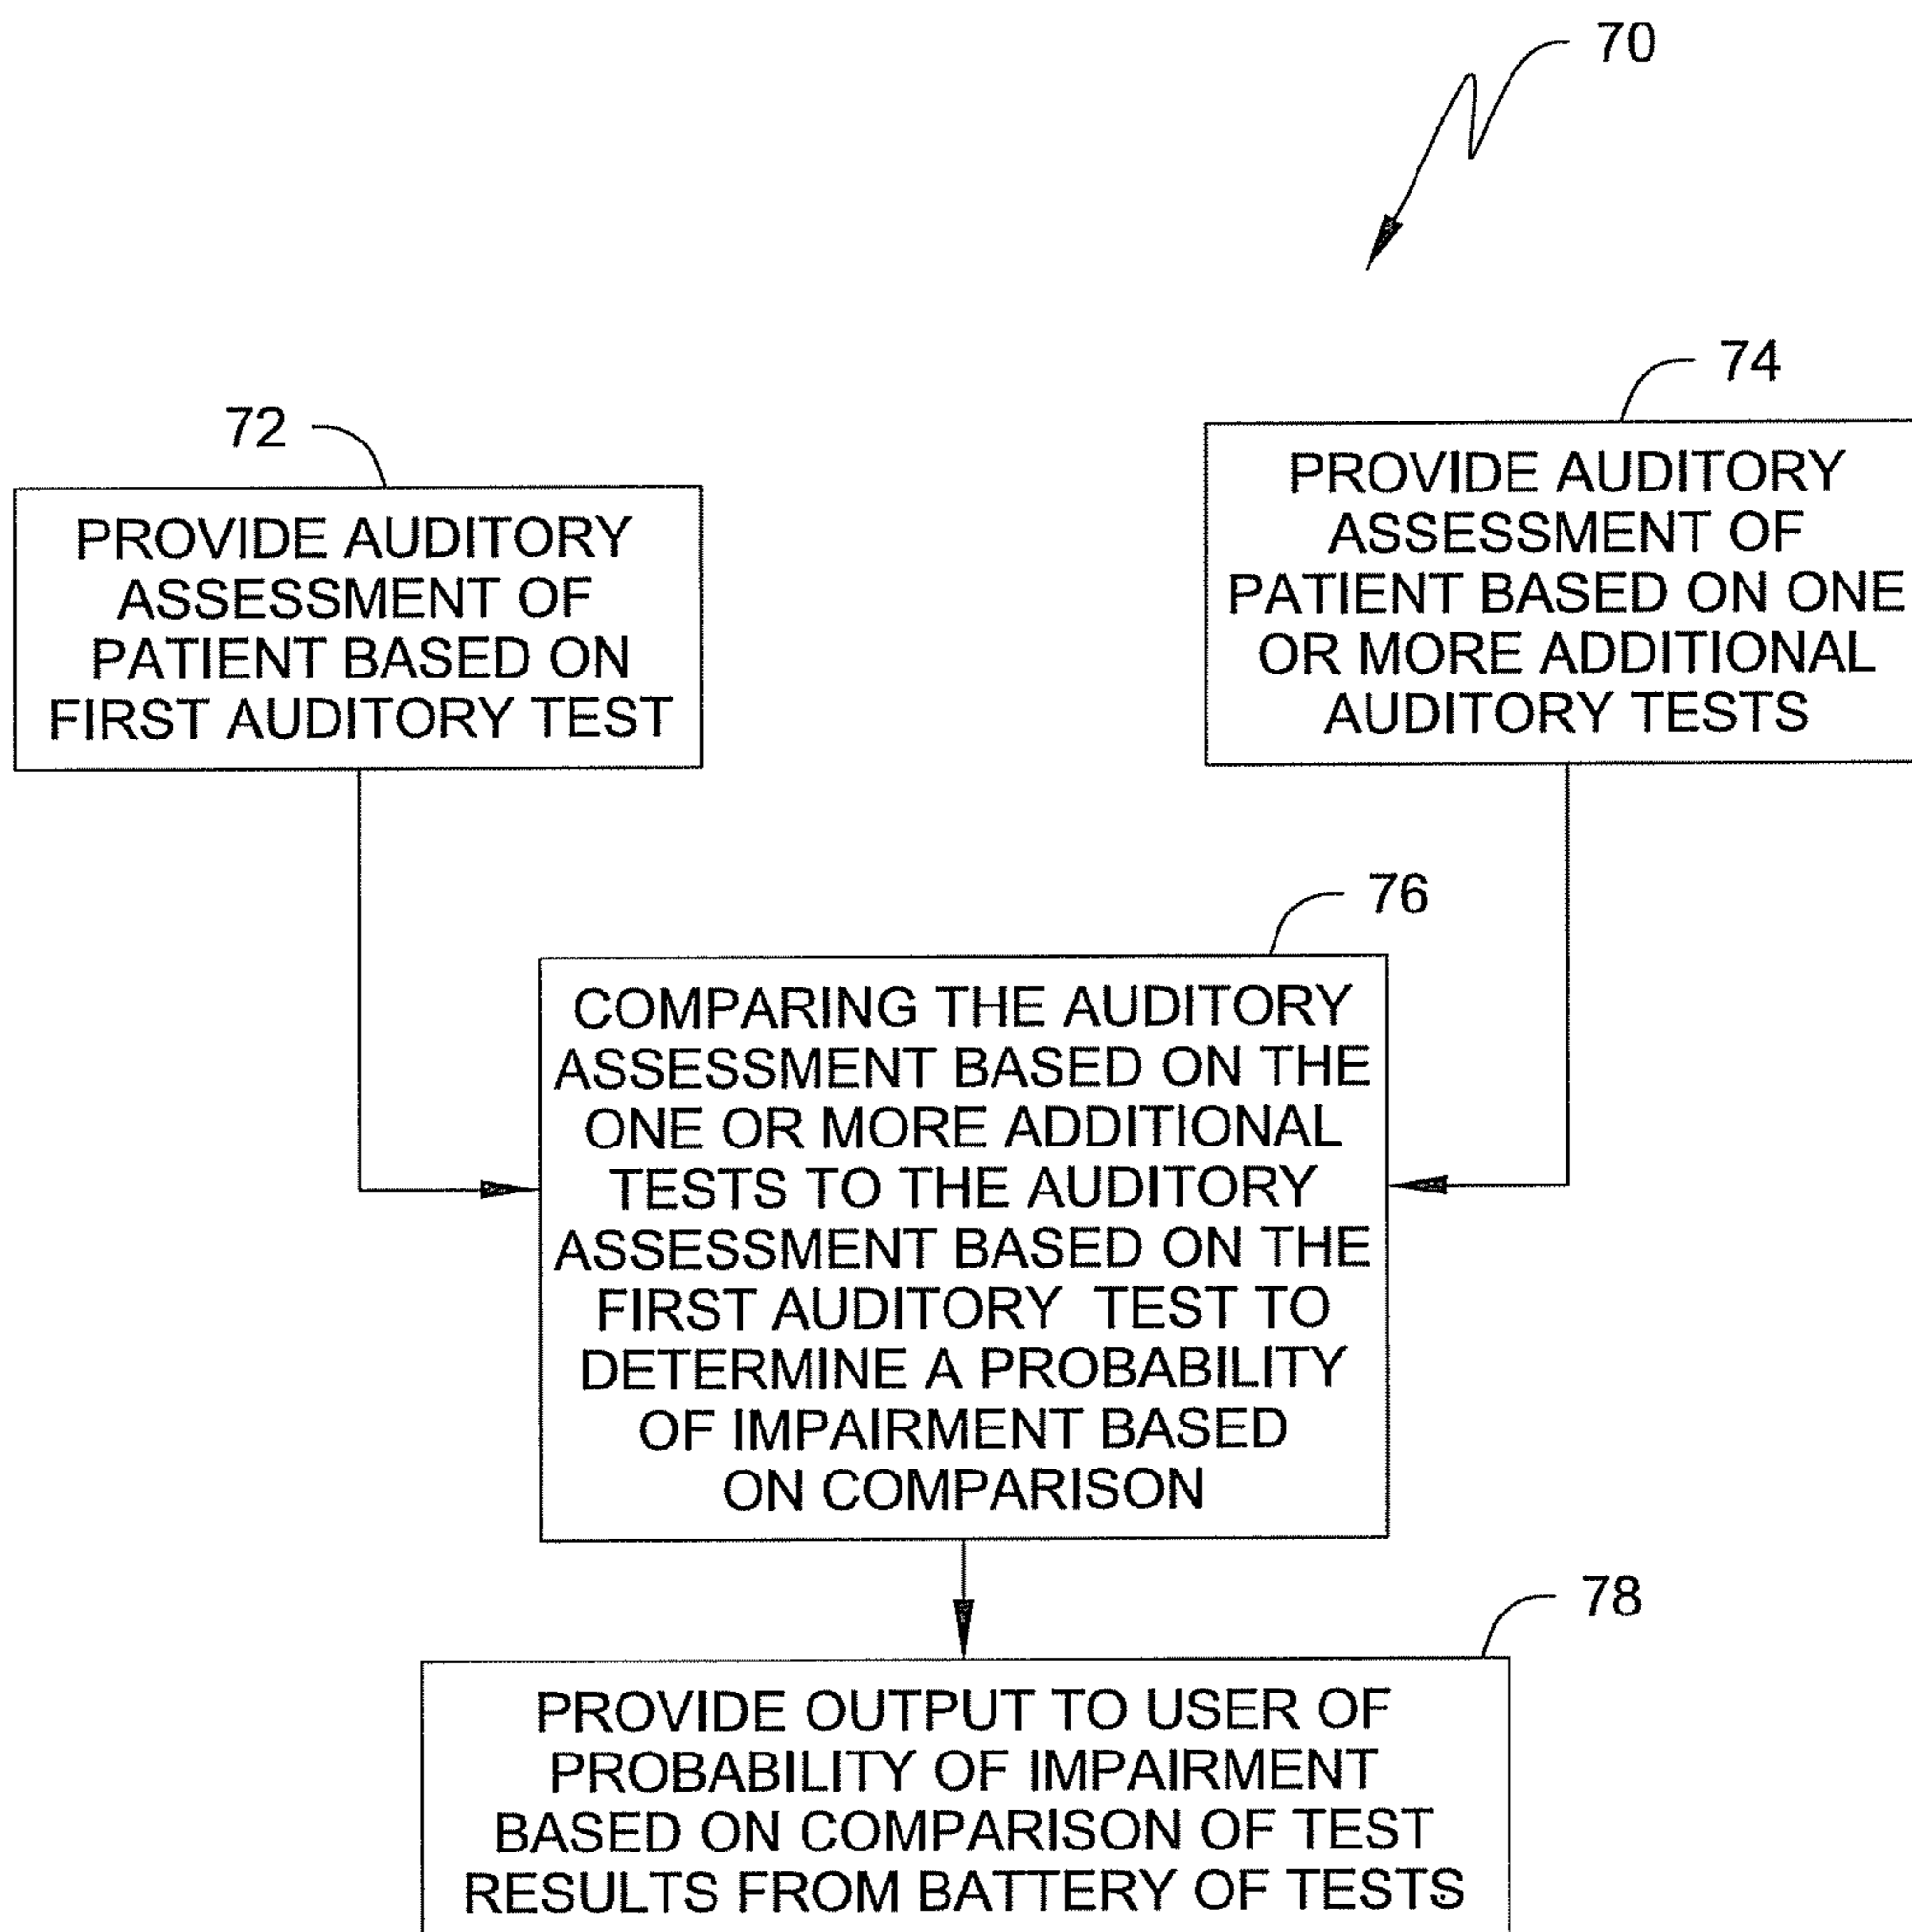 70
72
PROVIDE AUDITORY
ASSESSMENT OF
PATIENT BASED ON
FIRST AUDITORY TEST
74
PROVIDE AUDITORY
ASSESSMENT OF
PATIENT BASED ON ONE
OR MORE ADDITIONAL
AUDITORY TESTS
76
COMPARING THE AUDITORY
ASSESSMENT BASED ON THE
ONE OR MORE ADDITIONAL
TESTS TO THE AUDITORY
ASSESSMENT BASED ON THE
FIRST AUDITORY TEST TO
DETERMINE A PROBABILITY
OF IMPAIRMENT BASED
ON COMPARISON
78
PROVIDE OUTPUT TO USER OF
PROBABILITY OF IMPAIRMENT
BASED ON COMPARISON OF TEST
RESULTS FROM BATTERY OF TESTS